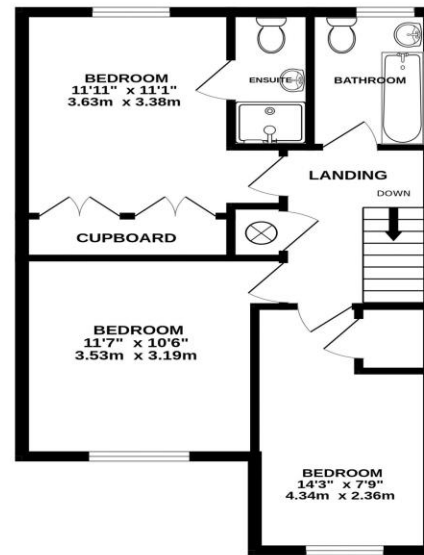 BEDROOM
11'11" x 11'1"
3.63m x 3.38m
ENSUITE
BATHROOM
LANDING
DOWN
CUPBOARD
BEDROOM
11'7" x 10'6"
3.53m x 3.19m
BEDROOM
14'3" x 7'9"
4.34m x 2.36m